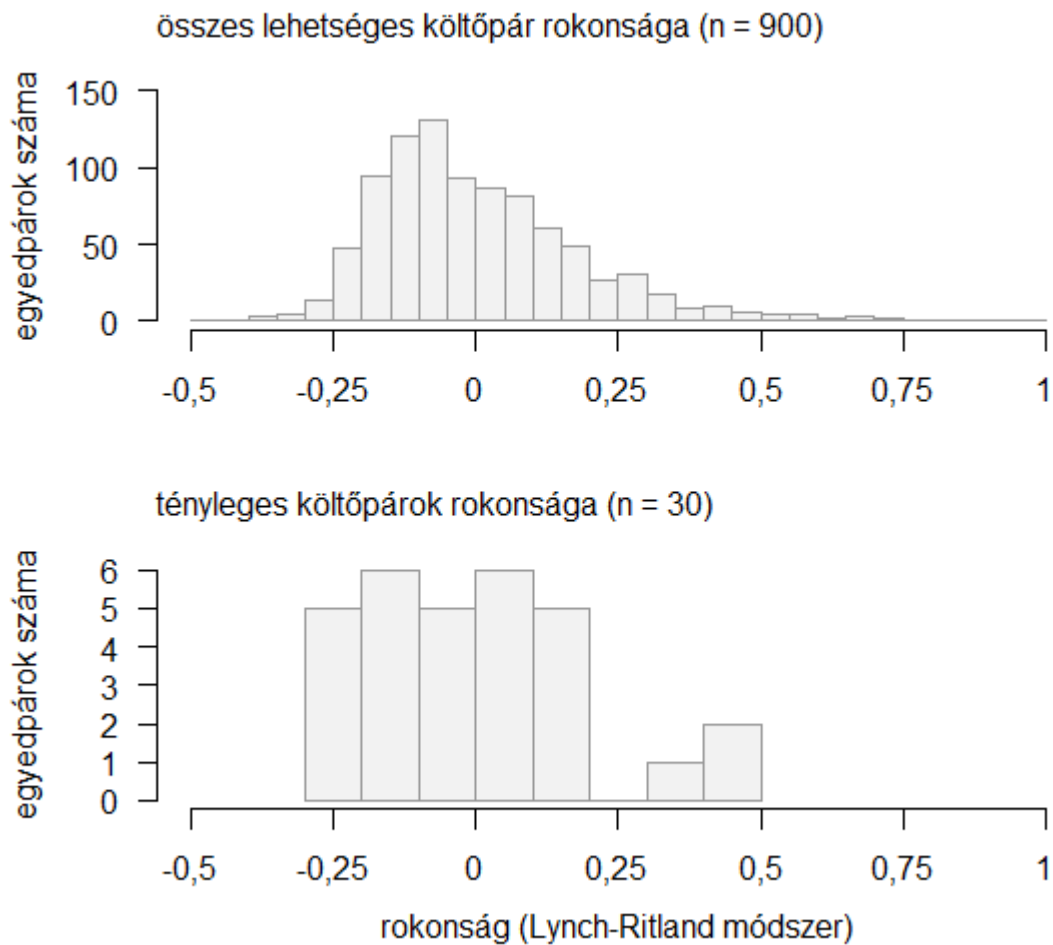 összes lehetséges költőpár rokonsága (n = 900)
egyedpárok száma
150
100
50
0
-0,5 -0,25 0 0,25 0,5 0,75 1
tényleges költőpárok rokonsága (n = 30)
egyedpárok száma
6
5
4
3
2
1
0
-0,5 -0,25 0 0,25 0,5 0,75 1
rokonság (Lynch-Ritland módszer)